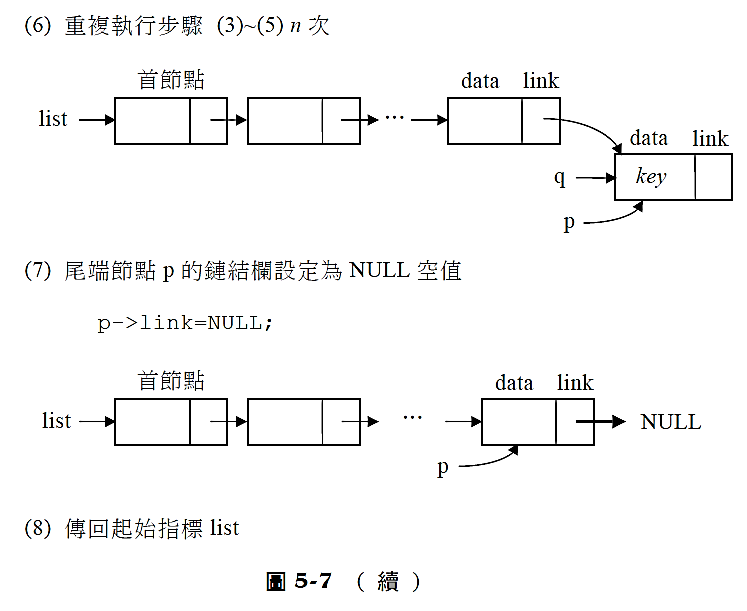 (6) 重複執行步驟 (3)~(5) n 次
首節點 data link
list ...
data link
q key
p
(7) 尾端節點 p 的鏈結欄設定為 NULL 空值
p->link=NULL;
首節點 data link
list ... NULL
p
(8) 傳回起始指標 list
圖 5-7 ( 續 )